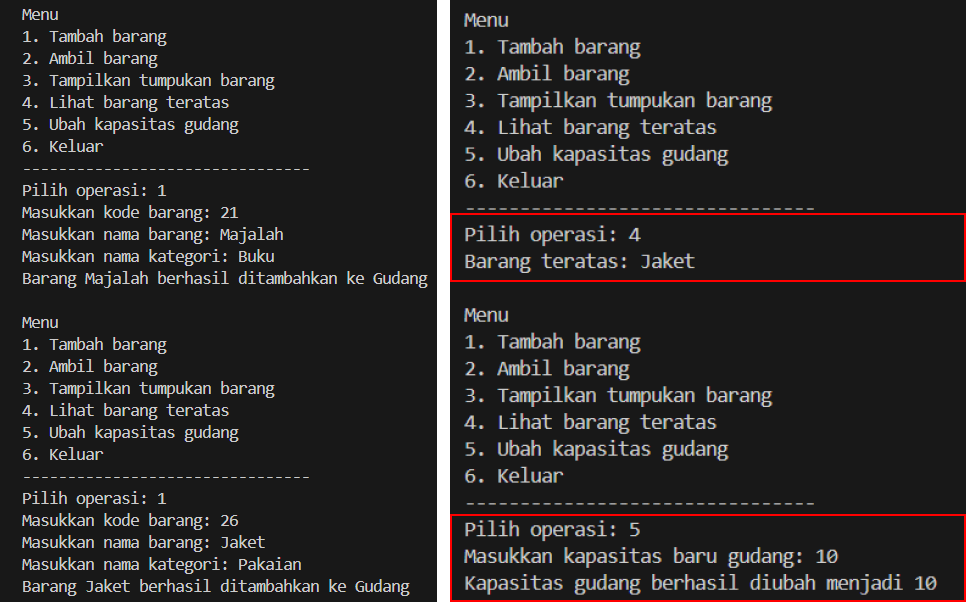 Menu
1. Tambah barang
2. Ambil barang
3. Tampilkan tumpukan barang
4. Lihat barang teratas
5. Ubah kapasitas gudang
6. Keluar
--------------------------------
Pilih operasi: 1
Masukkan kode barang: 21
Masukkan nama barang: Majalah
Masukkan nama kategori: Buku
Barang Majalah berhasil ditambahkan ke Gudang
Menu
1. Tambah barang
2. Ambil barang
3. Tampilkan tumpukan barang
4. Lihat barang teratas
5. Ubah kapasitas gudang
6. Keluar
--------------------------------
Pilih operasi: 1
Masukkan kode barang: 26
Masukkan nama barang: Jaket
Masukkan nama kategori: Pakaian
Barang Jaket berhasil ditambahkan ke Gudang
Menu
1. Tambah barang
2. Ambil barang
3. Tampilkan tumpukan barang
4. Lihat barang teratas
5. Ubah kapasitas gudang
6. Keluar
--------------------------------
Pilih operasi: 4
Barang teratas: Jaket
Menu
1. Tambah barang
2. Ambil barang
3. Tampilkan tumpukan barang
4. Lihat barang teratas
5. Ubah kapasitas gudang
6. Keluar
--------------------------------
Pilih operasi: 5
Masukkan kapasitas baru gudang: 10
Kapasitas gudang berhasil diubah menjadi 10